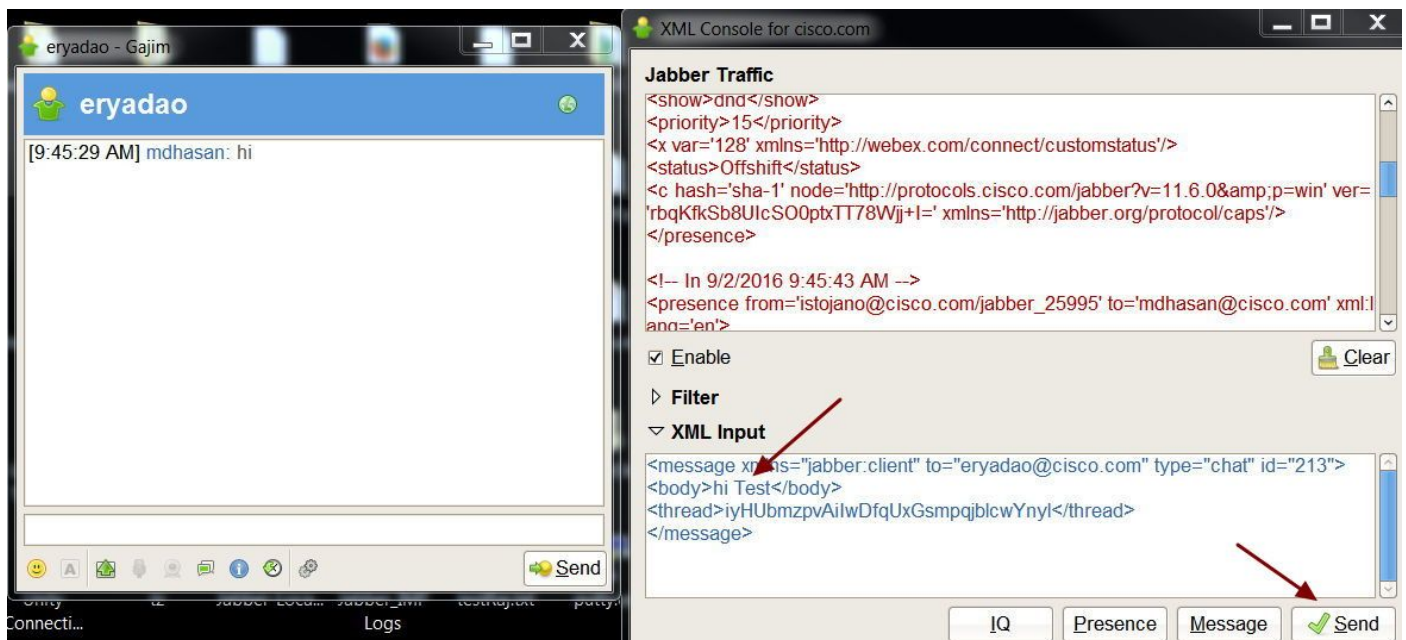 eryadao - Gajim
eryadao
[9:45:29 AM] mdhasan: hi
Send
Connecti...
Logs
XML Console for cisco.com
Jabber Traffic
<show>dnd</show>
<priority>15</priority>
<x var='128' xmlns='http://webex.com/connect/customstatus'/>
<status>Offshift</status>
<c hash='sha-1' node='http://protocols.cisco.com/jabber?v=11.6.0&amp;p=win' ver=
'rbqKfkSb8UIcSO0ptxTT78Wjj+I=' xmlns='http://jabber.org/protocol/caps'/>
</presence>
<!-- In 9/2/2016 9:45:43 AM -->
<presence from='istojano@cisco.com/jabber_25995' to='mdhasan@cisco.com' xml:l
ang='en'>
Enable
Clear
Filter
XML Input
<message xmlns="jabber:client" to="eryadao@cisco.com" type="chat" id="213">
<body>hi Test</body>
<thread>iyHUbmzpvAiIwDfqUxGsmpqjblcwYnyl</thread>
</message>
IQ
Presence
Message
Send